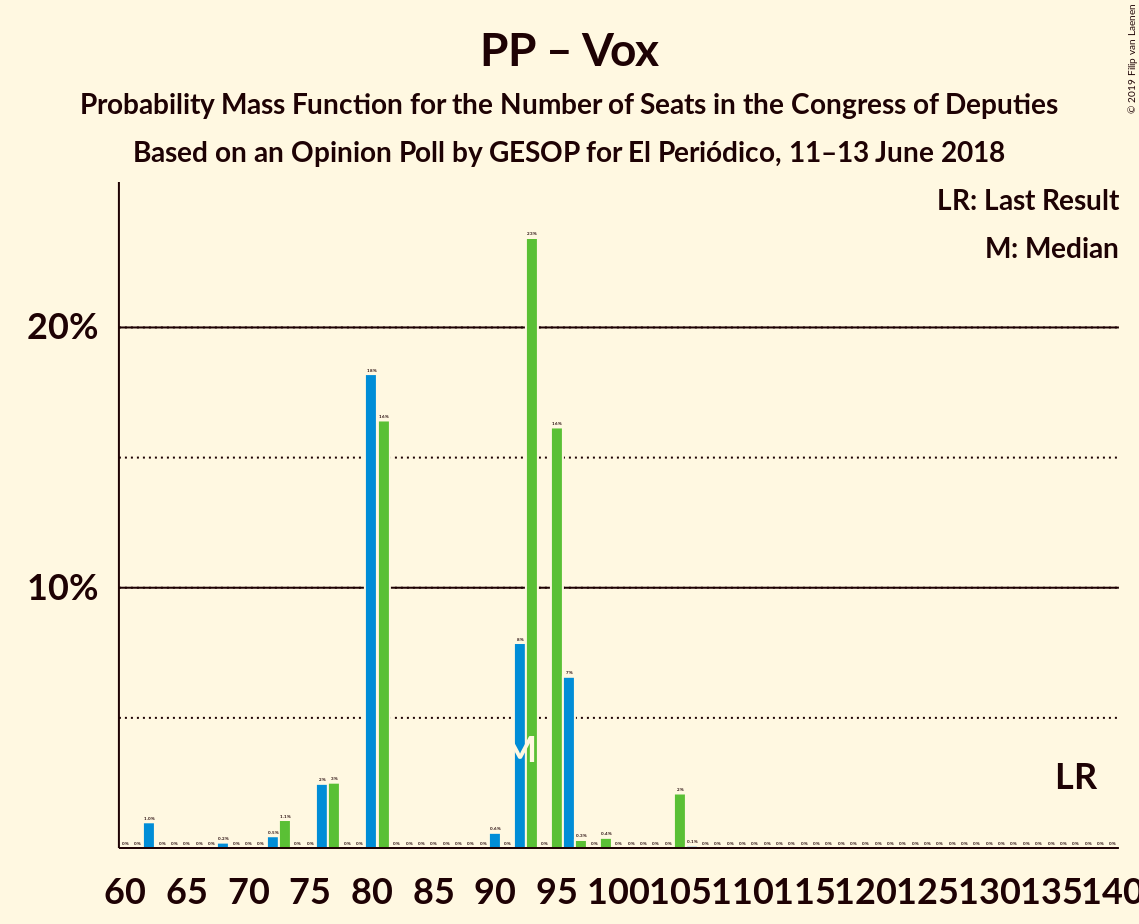 PP – Vox
Probability Mass Function for the Number of Seats in the Congress of Deputies
Based on an Opinion Poll by GESOP for El Periódico, 11–13 June 2018
© 2019 Filip van Laenen
LR: Last Result
M: Median
20%
10%
M
LR
60 65 70 75 80 85 90 95 100 105 110 115 120 125 130 135 140